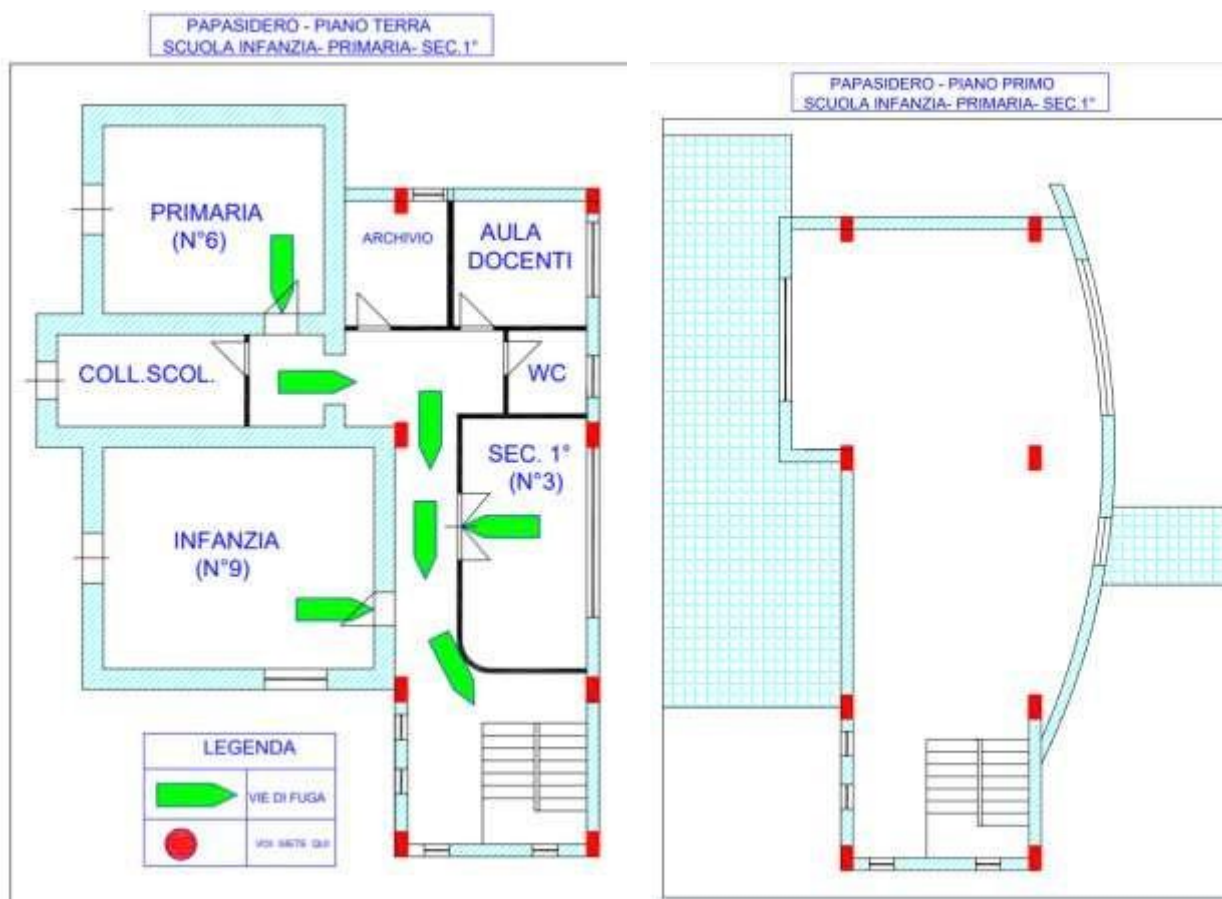 PAPASIDERO - PIANO TERRA
SCUOLA INFANZIA- PRIMARIA- SEC.1°
PAPASIDERO - PIANO PRIMO
SCUOLA INFANZIA- PRIMARIA- SEC.1°
PRIMARIA
(N°6)
ARCHIVIO
AULA
DOCENTI
COLL.SCOL.
WC
SEC. 1°
(N°3)
INFANZIA
(N°9)
LEGENDA
VIE DI FUGA
VOI SIETE QUI